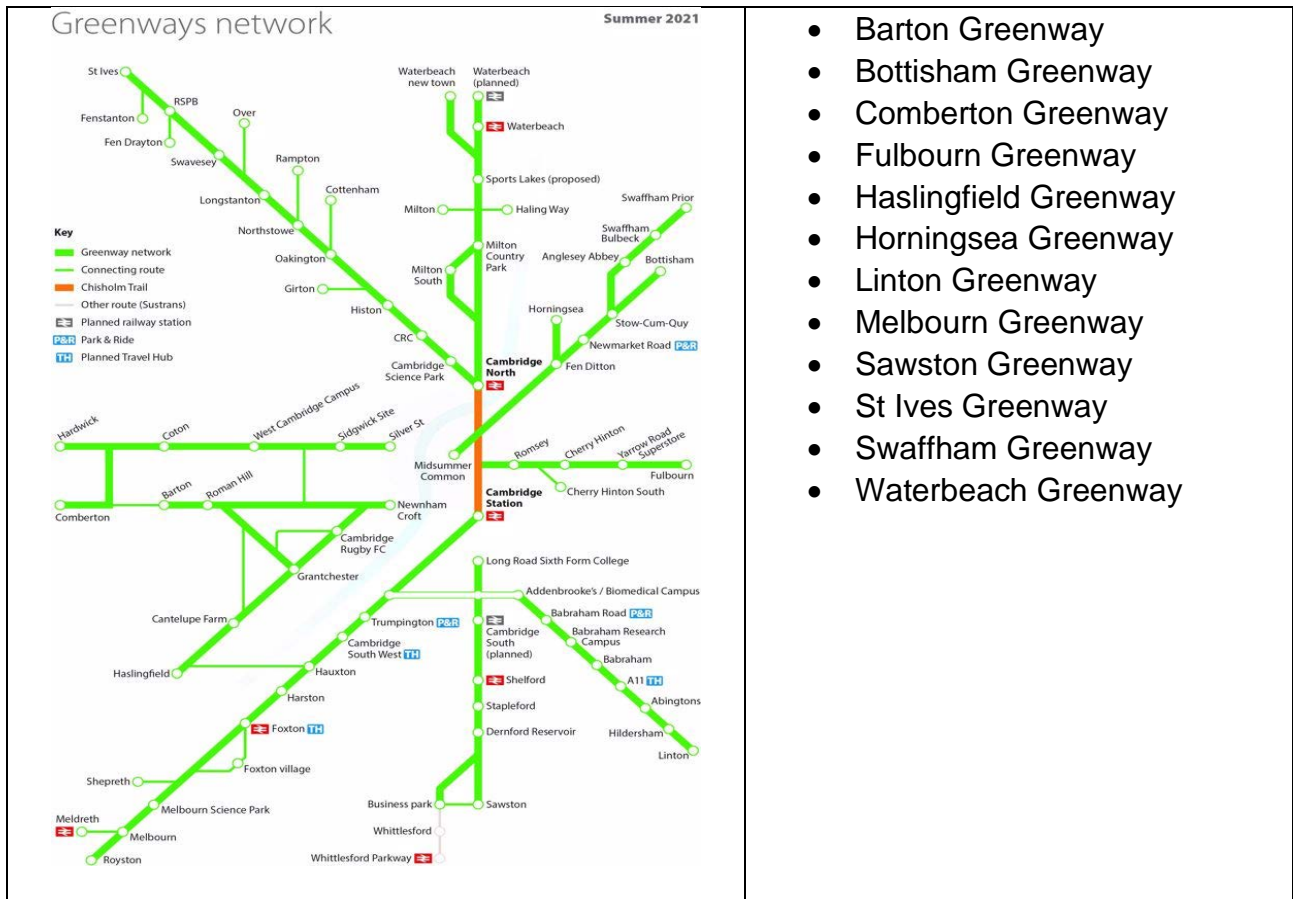 Greenways network
Summer 2021
St Ives
Fenstanton
RSPB
Fen Drayton
Over
Swavesey
Rampton
Longstanton
Cottenham
Northstowe
Oakington
Girton
Histon
CRC
Cambridge
Science Park
Waterbeach
new town
Waterbeach
(planned)
Waterbeach
Sports Lakes (proposed)
Milton
Haling Way
Milton
Country
Park
Milton
South
Cambridge
North
Swaffham Prior
Swaffham
Bulbeck
Anglesey Abbey
Bottisham
Horningsea
Stow-Cum-Quy
Newmarket Road P&R
Fen Ditton
Midsummer
Common
Key
Greenway network
Connecting route
Chisholm Trail
Other route (Sustrans)
Planned railway station
P&R Park & Ride
TH Planned Travel Hub
Hardwick
Coton
West Cambridge Campus
Sidgwick Site
Silver St
Romsey
Cherry Hinton
Yarrow Road
Superstore
Fulbourn
Cherry Hinton South
Cambridge
Station
Comberton
Barton
Roman Hill
Newnham
Croft
Cambridge
Rugby FC
Grantchester
Cantelupe Farm
Haslingfield
Long Road Sixth Form College
Addenbrooke's / Biomedical Campus
Trumpington P&R
Cambridge
South West TH
Hauxton
Harston
Foxton TH
Foxton village
Shepreth
Melbourn Science Park
Meldreth
Melbourn
Royston
Cambridge
South
(planned)
Shelford
Stapleford
Dernford Reservoir
Business park
Sawston
Whittlesford
Whittlesford Parkway
Babraham Road P&R
Babraham Research
Campus
Babraham
A11 TH
Abingtons
Hildersham
Linton
• Barton Greenway
• Bottisham Greenway
• Comberton Greenway
• Fulbourn Greenway
• Haslingfield Greenway
• Horningsea Greenway
• Linton Greenway
• Melbourn Greenway
• Sawston Greenway
• St Ives Greenway
• Swaffham Greenway
• Waterbeach Greenway